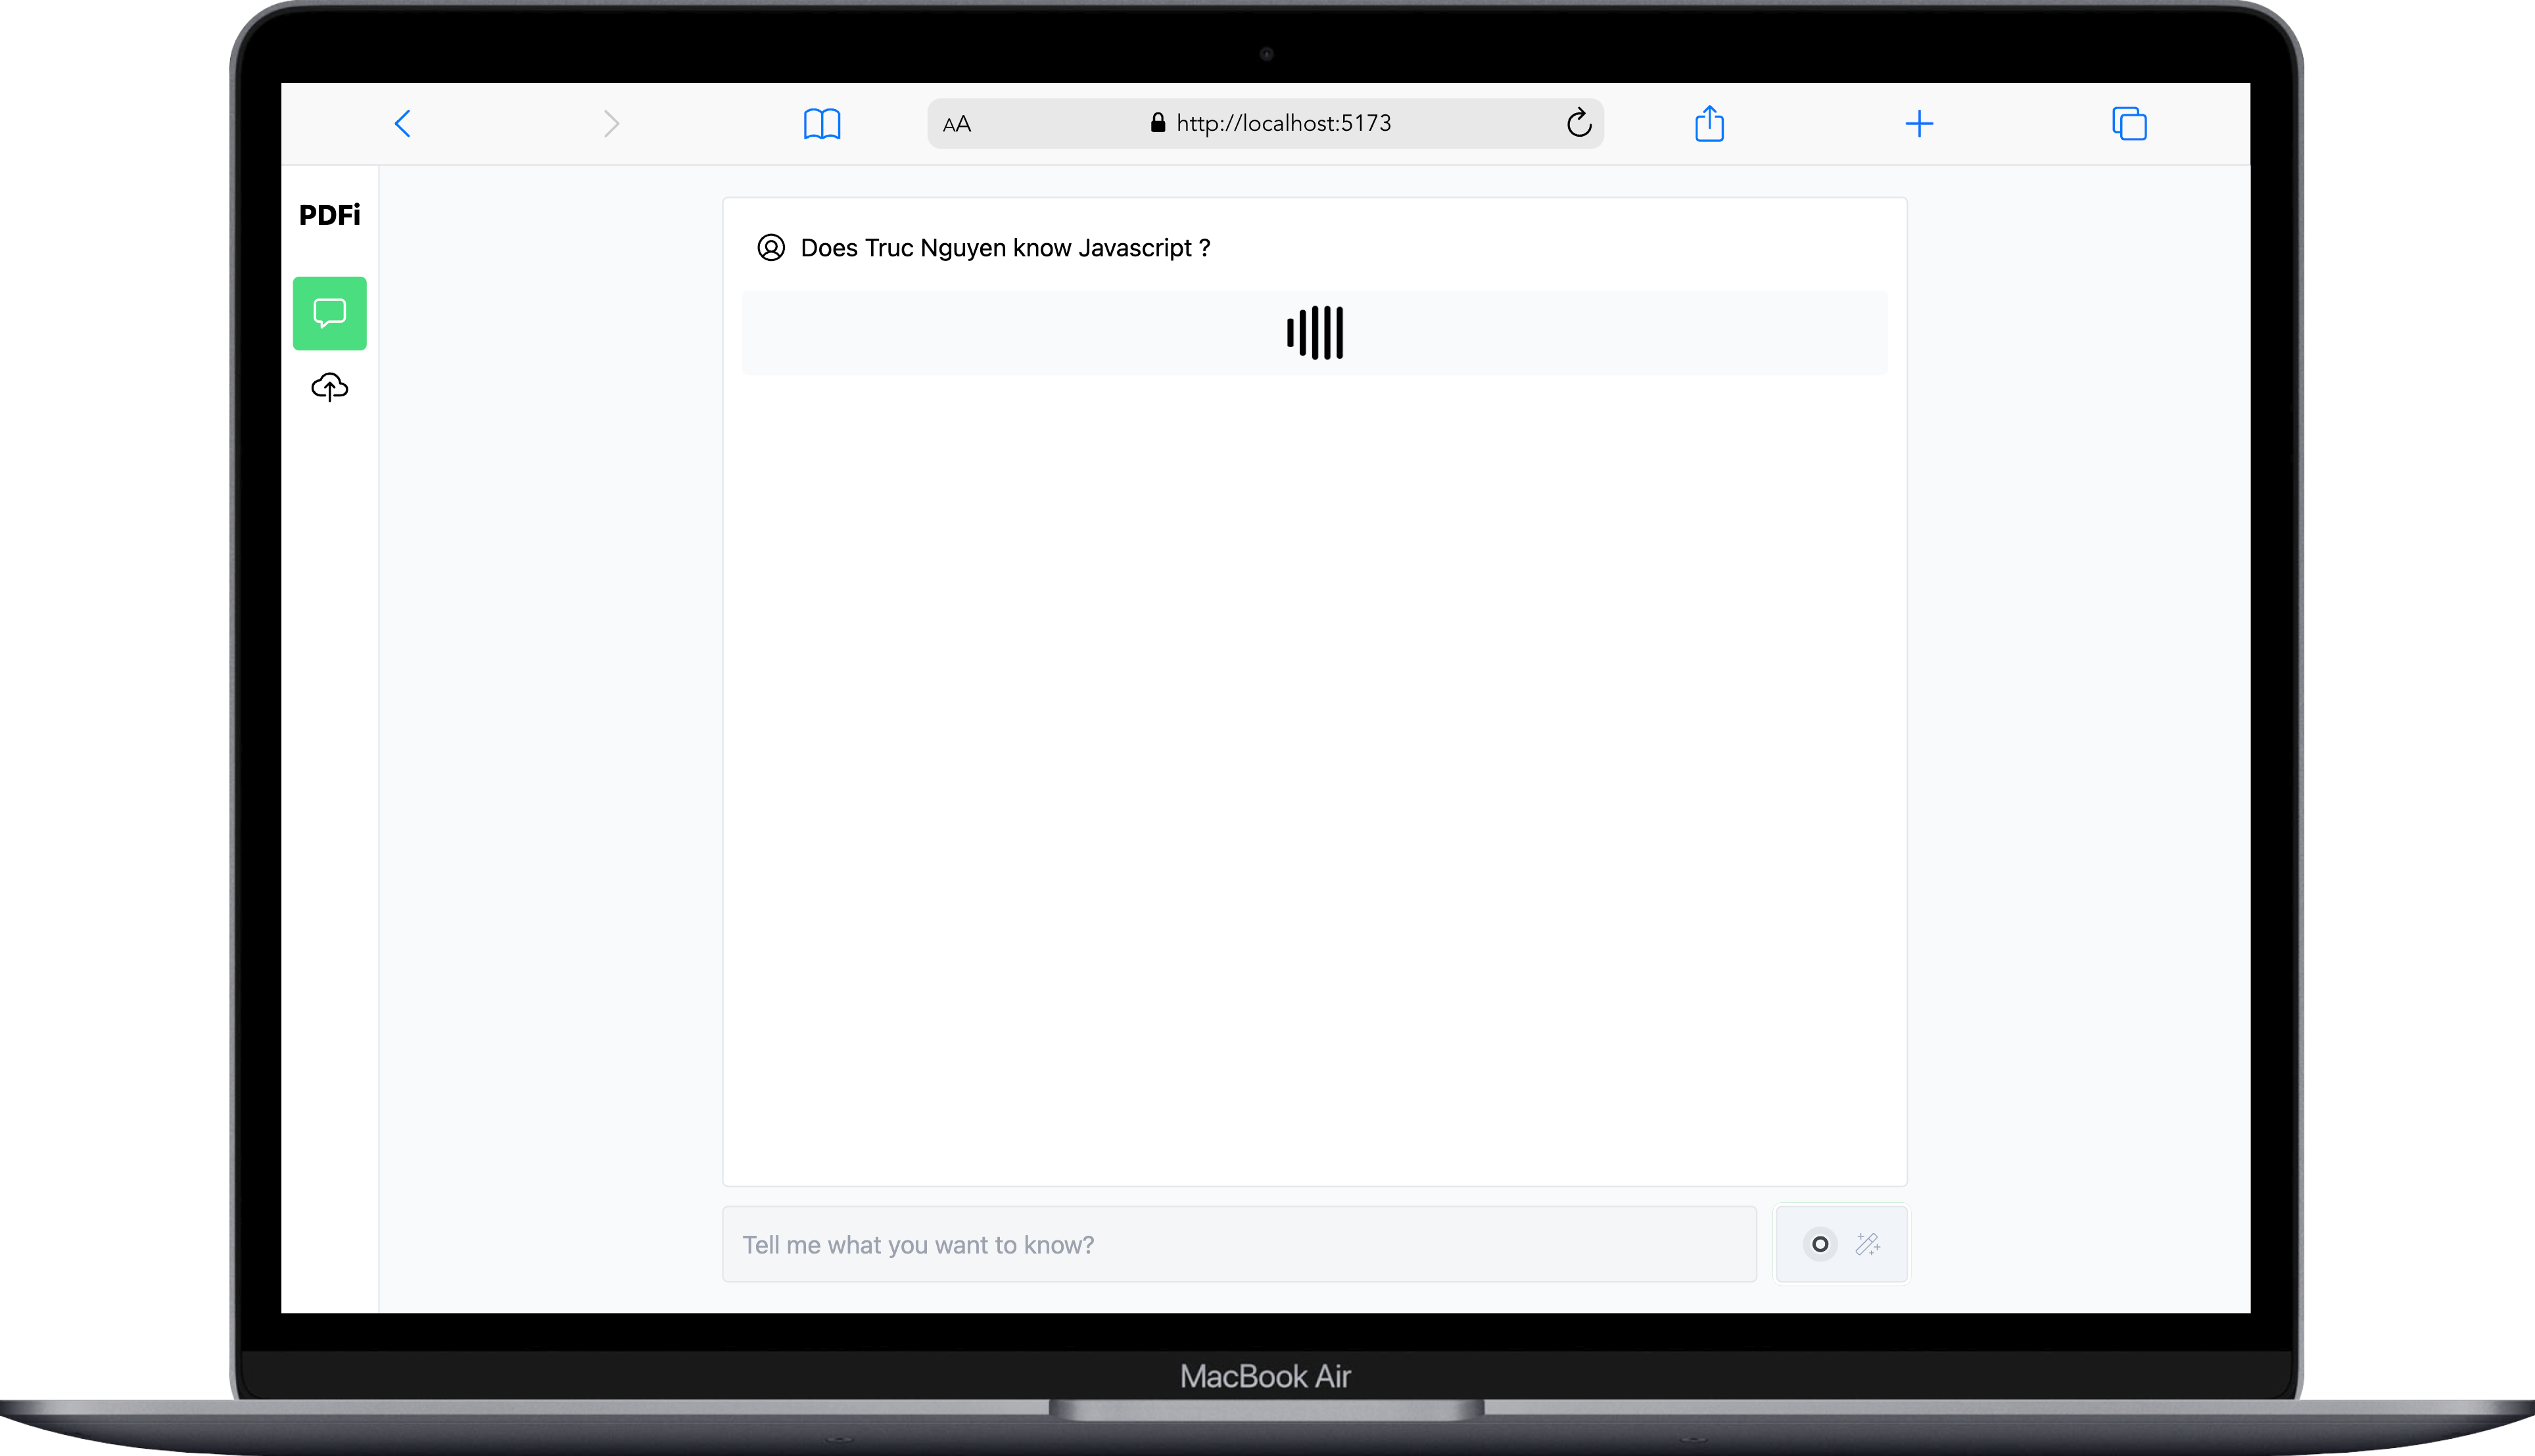 AA
http://localhost:5173
PDFi
Does Truc Nguyen know Javascript ?
Tell me what you want to know?
MacBook Air